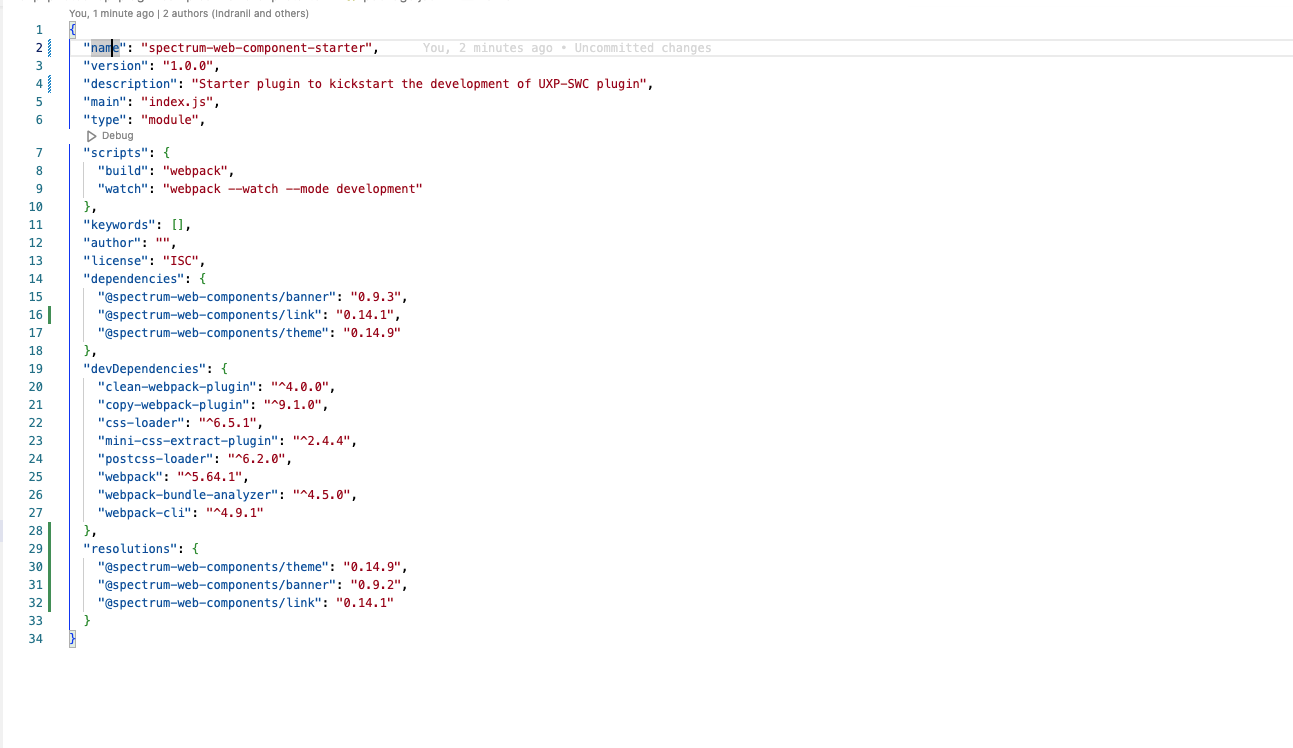 You, 1 minute ago | 2 authors (Indranil and others)
1 {
2 "name": "spectrum-web-component-starter", You, 2 minutes ago • Uncommitted changes
3 "version": "1.0.0",
4 "description": "Starter plugin to kickstart the development of UXP-SWC plugin",
5 "main": "index.js",
6 "type": "module",
Debug
7 "scripts": {
8 "build": "webpack",
9 "watch": "webpack --watch --mode development"
10 },
11 "keywords": [],
12 "author": "",
13 "license": "ISC",
14 "dependencies": {
15 "@spectrum-web-components/banner": "0.9.3",
16 "@spectrum-web-components/link": "0.14.1",
17 "@spectrum-web-components/theme": "0.14.9"
18 },
19 "devDependencies": {
20 "clean-webpack-plugin": "^4.0.0",
21 "copy-webpack-plugin": "^9.1.0",
22 "css-loader": "^6.5.1",
23 "mini-css-extract-plugin": "^2.4.4",
24 "postcss-loader": "^6.2.0",
25 "webpack": "^5.64.1",
26 "webpack-bundle-analyzer": "^4.5.0",
27 "webpack-cli": "^4.9.1"
28 },
29 "resolutions": {
30 "@spectrum-web-components/theme": "0.14.9",
31 "@spectrum-web-components/banner": "0.9.2",
32 "@spectrum-web-components/link": "0.14.1"
33 }
34 }